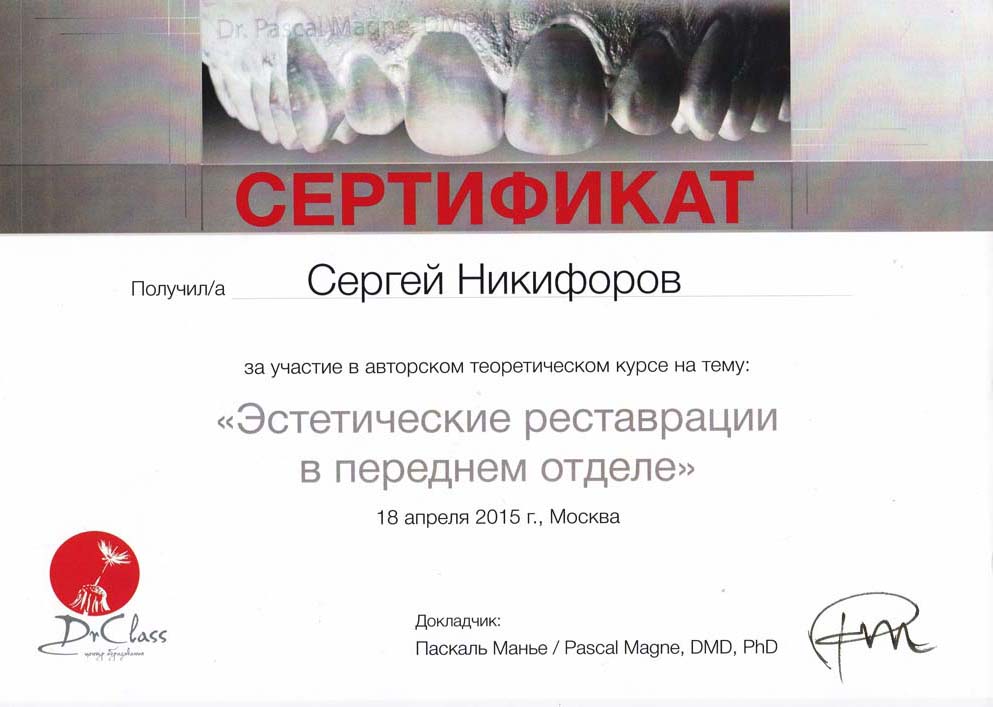 Dr. Pascal Magne, DMD
СЕРТИФИКАТ
Получил/а Сергей Никифоров
за участие в авторском теоретическом курсе на тему:
«Эстетические реставрации
в переднем отделе»
18 апреля 2015 г., Москва
DrClass
центр образования
Докладчик:
Паскаль Манье / Pascal Magne, DMD, PhD